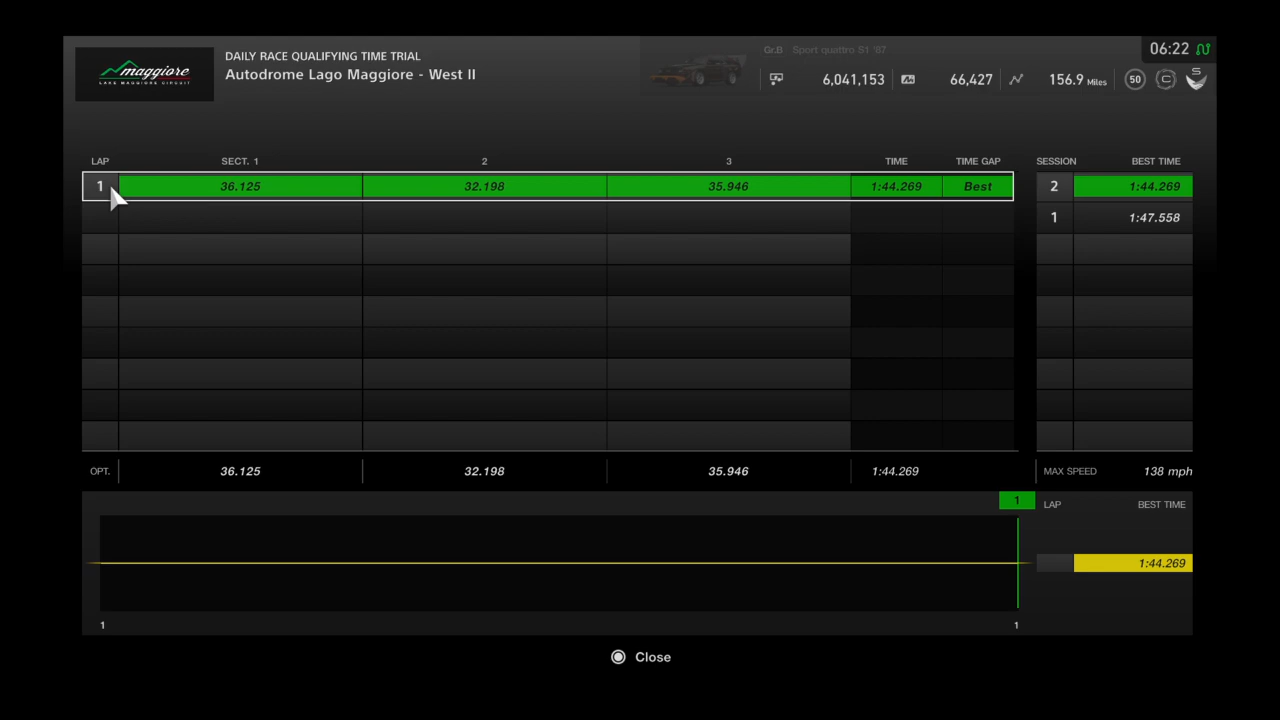 maggiore
LAKE MAGGIORE CIRCUIT
DAILY RACE QUALIFYING TIME TRIAL
Autodrome Lago Maggiore - West II
Gr.B Sport quattro S1 '87
06:22
6,041,153 66,427 156.9 Miles 50 C S
LAP SECT. 1 2 3 TIME TIME GAP SESSION BEST TIME
1 36.125 32.198 35.946 1:44.269 Best 2 1:44.269
1 1:47.558
OPT. 36.125 32.198 35.946 1:44.269 MAX SPEED 138 mph
1 LAP BEST TIME
1:44.269
1 1
Close